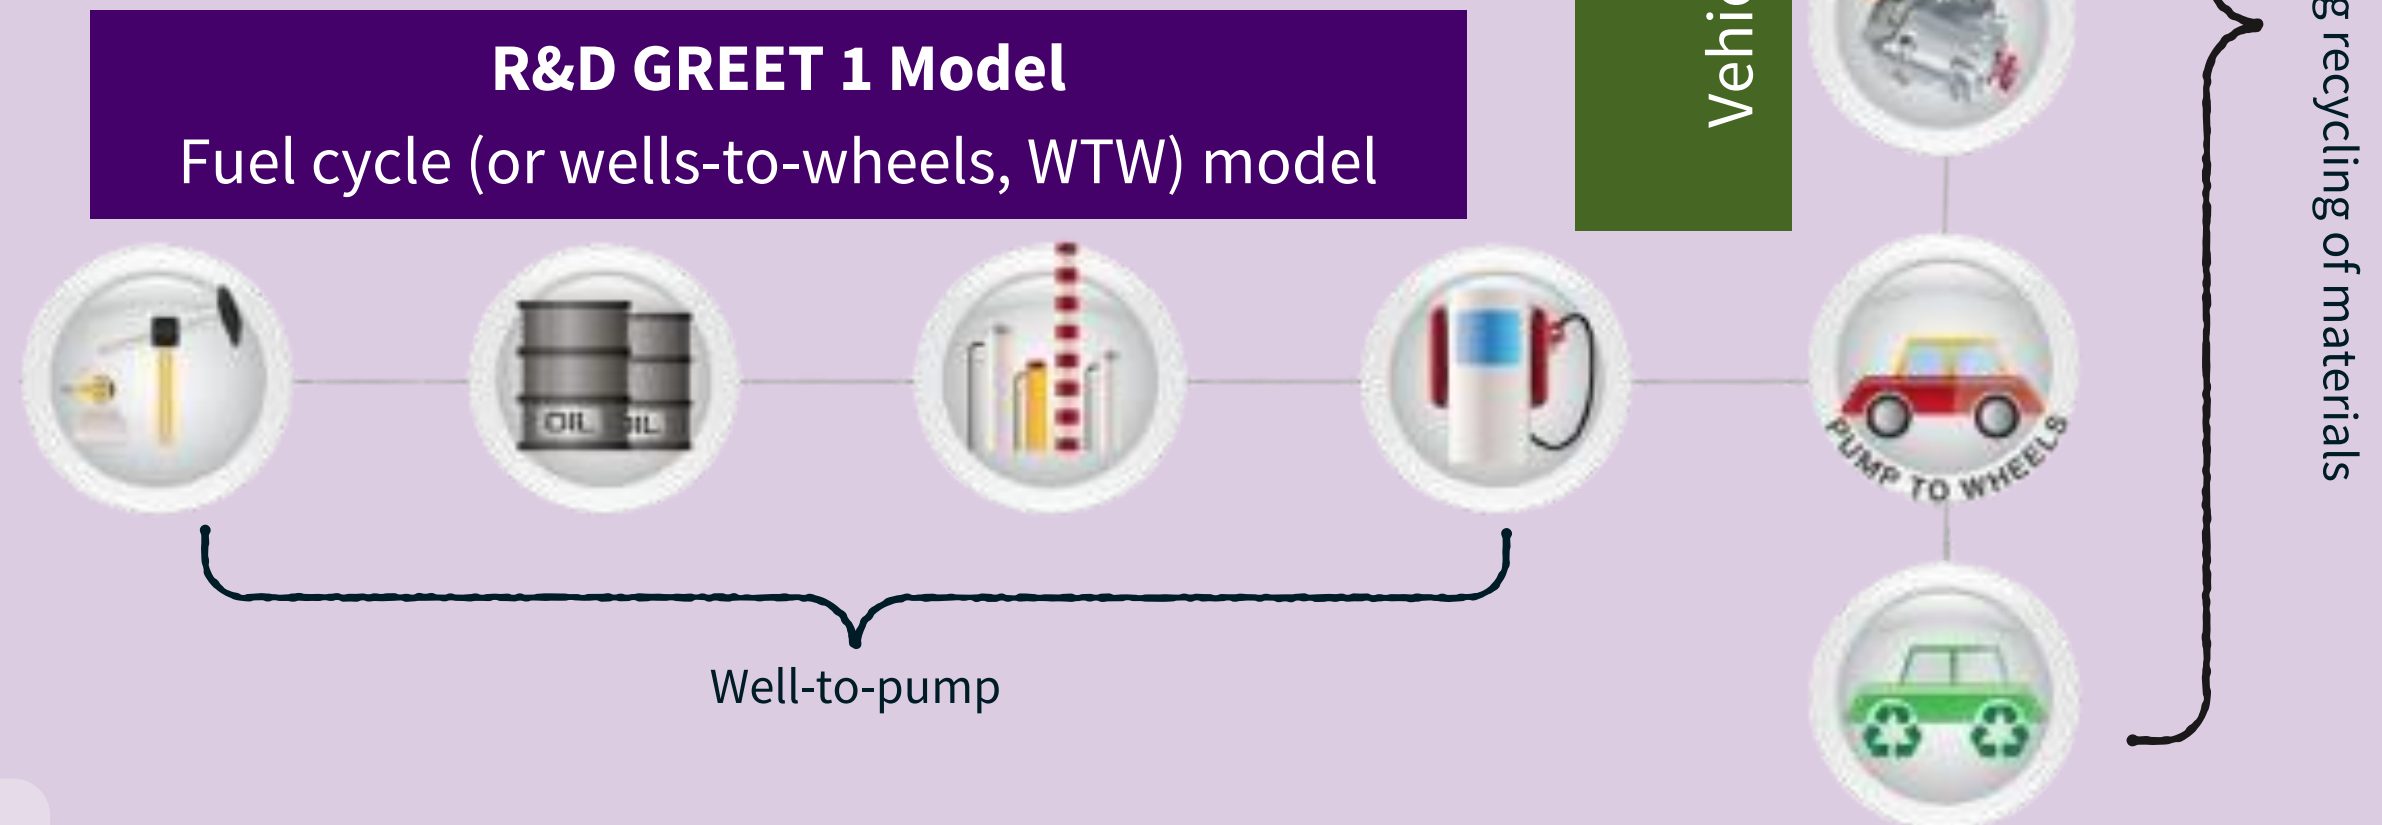 R&D GREET 1 Model
Fuel cycle (or wells-to-wheels, WTW) model
OIL
PUMP TO WHEELS
Well-to-pump
recycling of materials